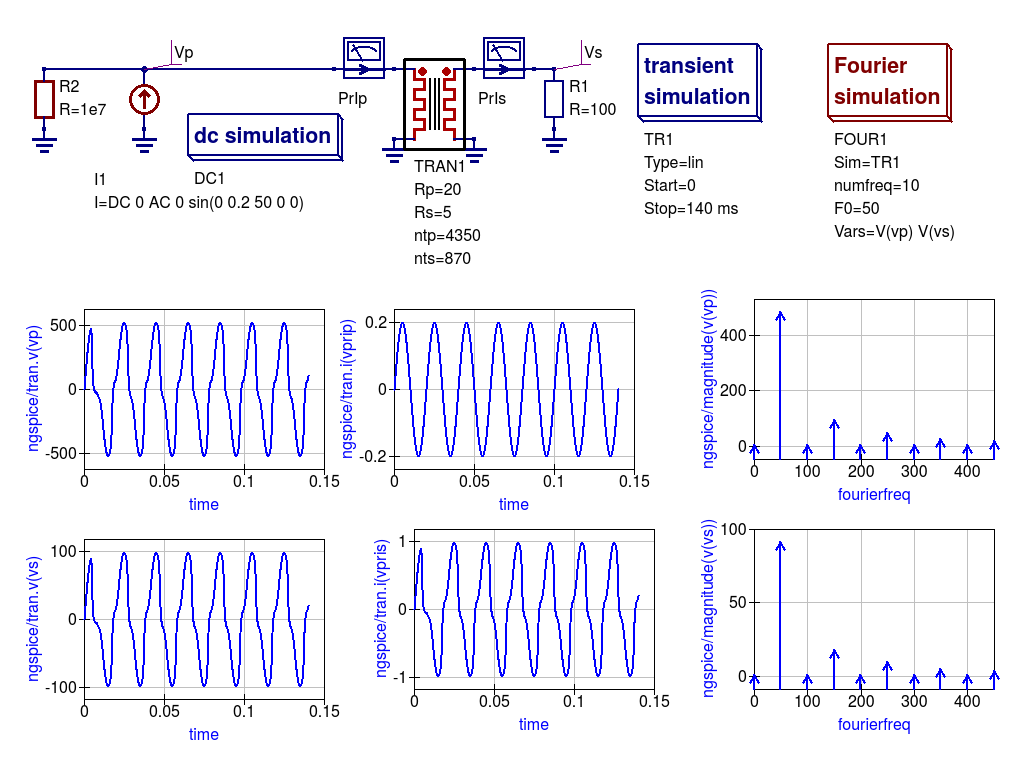 Vp
Vs
R2
R=1e7
PrIp
PrIs
R1
R=100
dc simulation
DC1
I1
I=DC 0 AC 0 sin(0 0.2 50 0 0)
TRAN1
Rp=20
Rs=5
ntp=4350
nts=870
transient
simulation
TR1
Type=lin
Start=0
Stop=140 ms
Fourier
simulation
FOUR1
Sim=TR1
numfreq=10
F0=50
Vars=V(vp) V(vs)
ngspice/tran.v(vp)
500
0
-500
0 0.05 0.1 0.15
time
ngspice/tran.i(vprip)
0.2
0
-0.2
0 0.05 0.1 0.15
time
ngspice/magnitude(v(vp))
400
200
0
0 100 200 300 400
fourierfreq
ngspice/tran.v(vs)
100
0
-100
0 0.05 0.1 0.15
time
ngspice/tran.i(vpris)
1
0
-1
0 0.05 0.1 0.15
time
ngspice/magnitude(v(vs))
100
50
0
0 100 200 300 400
fourierfreq